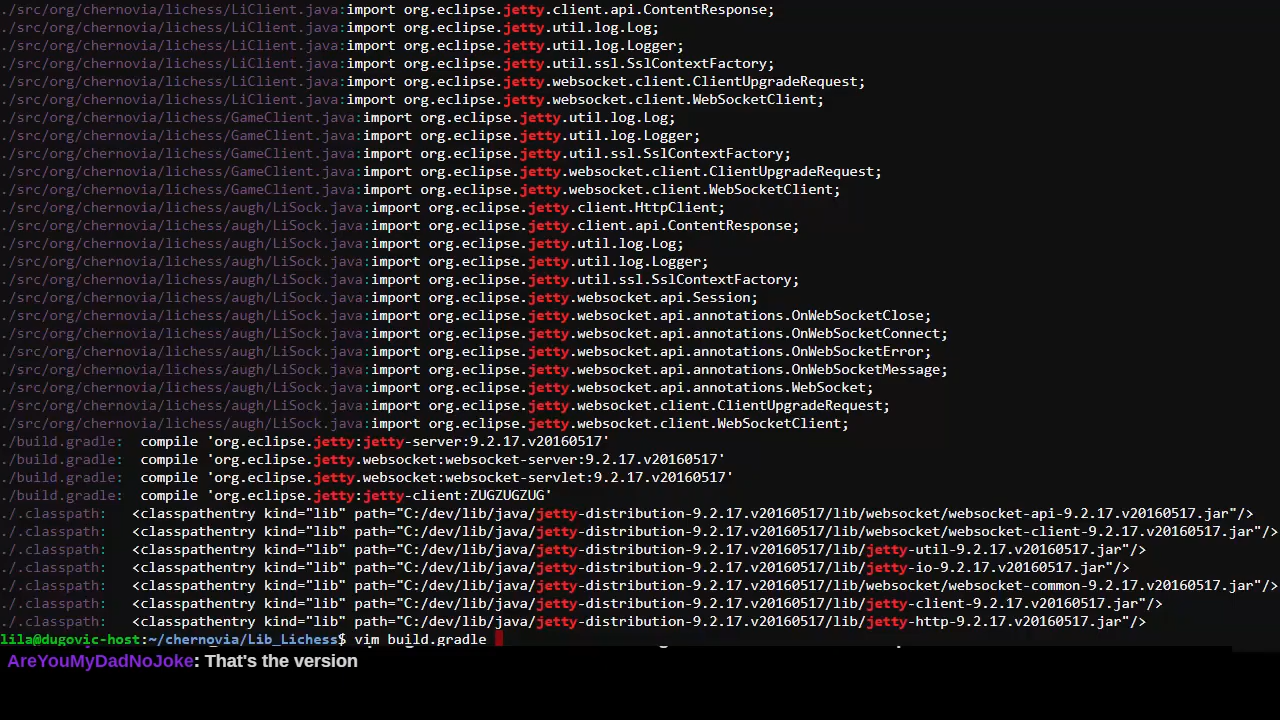 ./src/org/chernovia/lichess/LiClient.java:import org.eclipse.jetty.client.api.ContentResponse;
./src/org/chernovia/lichess/LiClient.java:import org.eclipse.jetty.util.log.Log;
./src/org/chernovia/lichess/LiClient.java:import org.eclipse.jetty.util.log.Logger;
./src/org/chernovia/lichess/LiClient.java:import org.eclipse.jetty.util.ssl.SslContextFactory;
./src/org/chernovia/lichess/LiClient.java:import org.eclipse.jetty.websocket.client.ClientUpgradeRequest;
./src/org/chernovia/lichess/LiClient.java:import org.eclipse.jetty.websocket.client.WebSocketClient;
./src/org/chernovia/lichess/GameClient.java:import org.eclipse.jetty.util.log.Log;
./src/org/chernovia/lichess/GameClient.java:import org.eclipse.jetty.util.log.Logger;
./src/org/chernovia/lichess/GameClient.java:import org.eclipse.jetty.util.ssl.SslContextFactory;
./src/org/chernovia/lichess/GameClient.java:import org.eclipse.jetty.websocket.client.ClientUpgradeRequest;
./src/org/chernovia/lichess/GameClient.java:import org.eclipse.jetty.websocket.client.WebSocketClient;
./src/org/chernovia/lichess/augh/LiSock.java:import org.eclipse.jetty.client.HttpClient;
./src/org/chernovia/lichess/augh/LiSock.java:import org.eclipse.jetty.client.api.ContentResponse;
./src/org/chernovia/lichess/augh/LiSock.java:import org.eclipse.jetty.util.log.Log;
./src/org/chernovia/lichess/augh/LiSock.java:import org.eclipse.jetty.util.log.Logger;
./src/org/chernovia/lichess/augh/LiSock.java:import org.eclipse.jetty.util.ssl.SslContextFactory;
./src/org/chernovia/lichess/augh/LiSock.java:import org.eclipse.jetty.websocket.api.Session;
./src/org/chernovia/lichess/augh/LiSock.java:import org.eclipse.jetty.websocket.api.annotations.OnWebSocketClose;
./src/org/chernovia/lichess/augh/LiSock.java:import org.eclipse.jetty.websocket.api.annotations.OnWebSocketConnect;
./src/org/chernovia/lichess/augh/LiSock.java:import org.eclipse.jetty.websocket.api.annotations.OnWebSocketError;
./src/org/chernovia/lichess/augh/LiSock.java:import org.eclipse.jetty.websocket.api.annotations.OnWebSocketMessage;
./src/org/chernovia/lichess/augh/LiSock.java:import org.eclipse.jetty.websocket.api.annotations.WebSocket;
./src/org/chernovia/lichess/augh/LiSock.java:import org.eclipse.jetty.websocket.client.ClientUpgradeRequest;
./src/org/chernovia/lichess/augh/LiSock.java:import org.eclipse.jetty.websocket.client.WebSocketClient;
./build.gradle:  compile 'org.eclipse.jetty:jetty-server:9.2.17.v20160517'
./build.gradle:  compile 'org.eclipse.jetty.websocket:websocket-server:9.2.17.v20160517'
./build.gradle:  compile 'org.eclipse.jetty.websocket:websocket-servlet:9.2.17.v20160517'
./build.gradle:  compile 'org.eclipse.jetty:jetty-client:ZUGZUGZUG'
./.classpath:   <classpathentry kind="lib" path="C:/dev/lib/java/jetty-distribution-9.2.17.v20160517/lib/websocket/websocket-api-9.2.17.v20160517.jar"/>
./.classpath:   <classpathentry kind="lib" path="C:/dev/lib/java/jetty-distribution-9.2.17.v20160517/lib/websocket/websocket-client-9.2.17.v20160517.jar"/>
./.classpath:   <classpathentry kind="lib" path="C:/dev/lib/java/jetty-distribution-9.2.17.v20160517/lib/jetty-util-9.2.17.v20160517.jar"/>
./.classpath:   <classpathentry kind="lib" path="C:/dev/lib/java/jetty-distribution-9.2.17.v20160517/lib/jetty-io-9.2.17.v20160517.jar"/>
./.classpath:   <classpathentry kind="lib" path="C:/dev/lib/java/jetty-distribution-9.2.17.v20160517/lib/websocket/websocket-common-9.2.17.v20160517.jar"/>
./.classpath:   <classpathentry kind="lib" path="C:/dev/lib/java/jetty-distribution-9.2.17.v20160517/lib/jetty-client-9.2.17.v20160517.jar"/>
./.classpath:   <classpathentry kind="lib" path="C:/dev/lib/java/jetty-distribution-9.2.17.v20160517/lib/jetty-http-9.2.17.v20160517.jar"/>
lila@dugovic-host:~/chernovia/Lib_Lichess$ vim build.gradle
AreYouMyDadNoJoke: That's the version